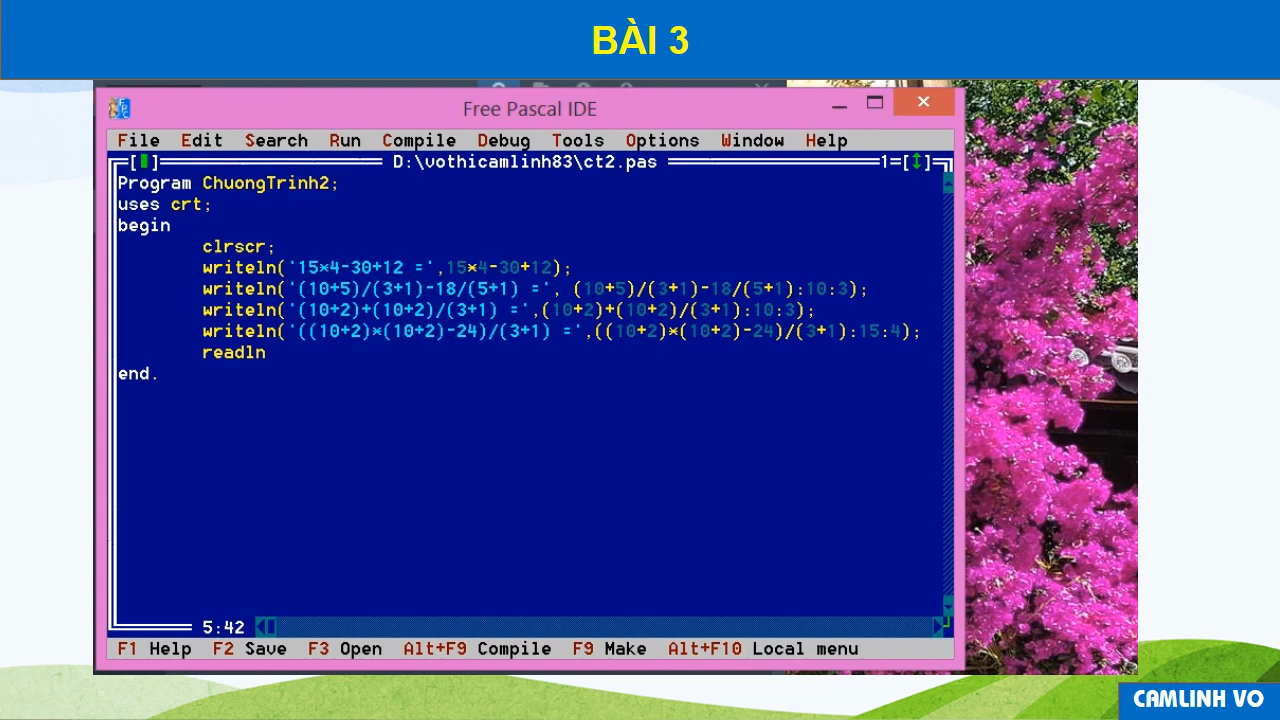 BÀI 3
Free Pascal IDE
File Edit Search Run Compile Debug Tools Options Window Help
D:\vothicamlinh83\ct2.pas 1=[↕]
Program ChuongTrinh2;
uses crt;
begin
clrscr;
writeln('15*4-30+12 =',15*4-30+12);
writeln('(10+5)/(3+1)-18/(5+1) =', (10+5)/(3+1)-18/(5+1):10:3);
writeln('(10+2)+(10+2)/(3+1) =',(10+2)+(10+2)/(3+1):10:3);
writeln('((10+2)*(10+2)-24)/(3+1) =',((10+2)*(10+2)-24)/(3+1):15:4);
readln
end.
5:42
F1 Help F2 Save F3 Open Alt+F9 Compile F9 Make Alt+F10 Local menu
CAMLINH VO